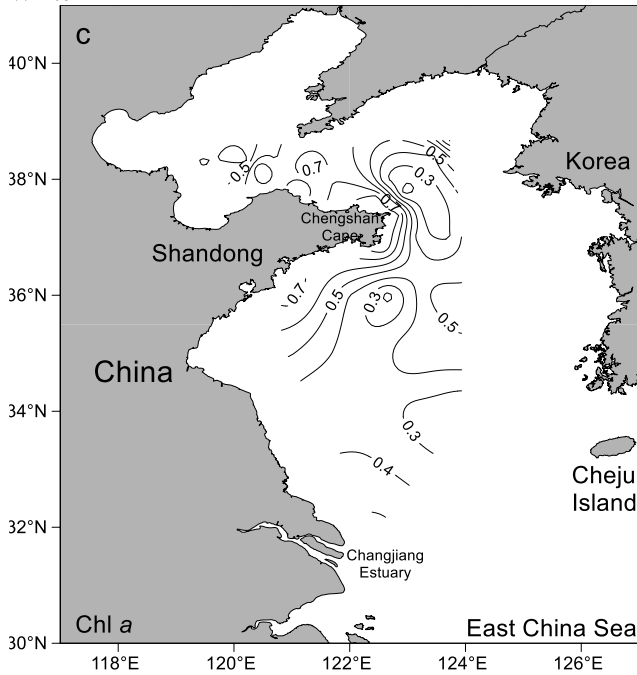 c
40°N
0.5
0.5
0.7
0.3
Korea
38°N
0.7
Chengshan
Cape
Shandong
0.7
0.5
0.3
36°N
0.5
China
34°N
0.3
Cheju
Island
0.4
32°N
Changjiang
Estuary
Chl a
East China Sea
30°N
118°E
120°E
122°E
124°E
126°E